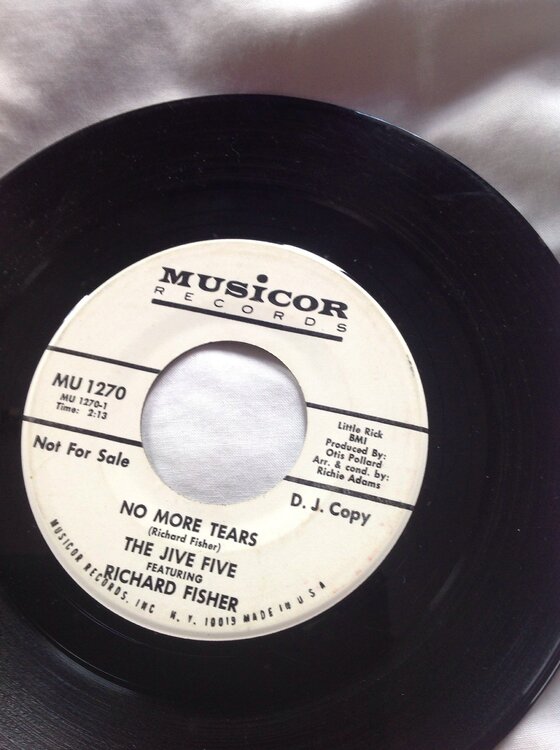 MUSICOR
RECORDS
MU 1270
MU 1270-1
Time: 2:13
Not For Sale
Little Rick
BMI
Produced By:
Otis Pollard
Arr. & cond. by:
Richie Adams
D. J. Copy
NO MORE TEARS
(Richard Fisher)
THE JIVE FIVE
FEATURING
RICHARD FISHER
MUSICOR RECORDS, INC N. Y. 10019 MADE IN U S A